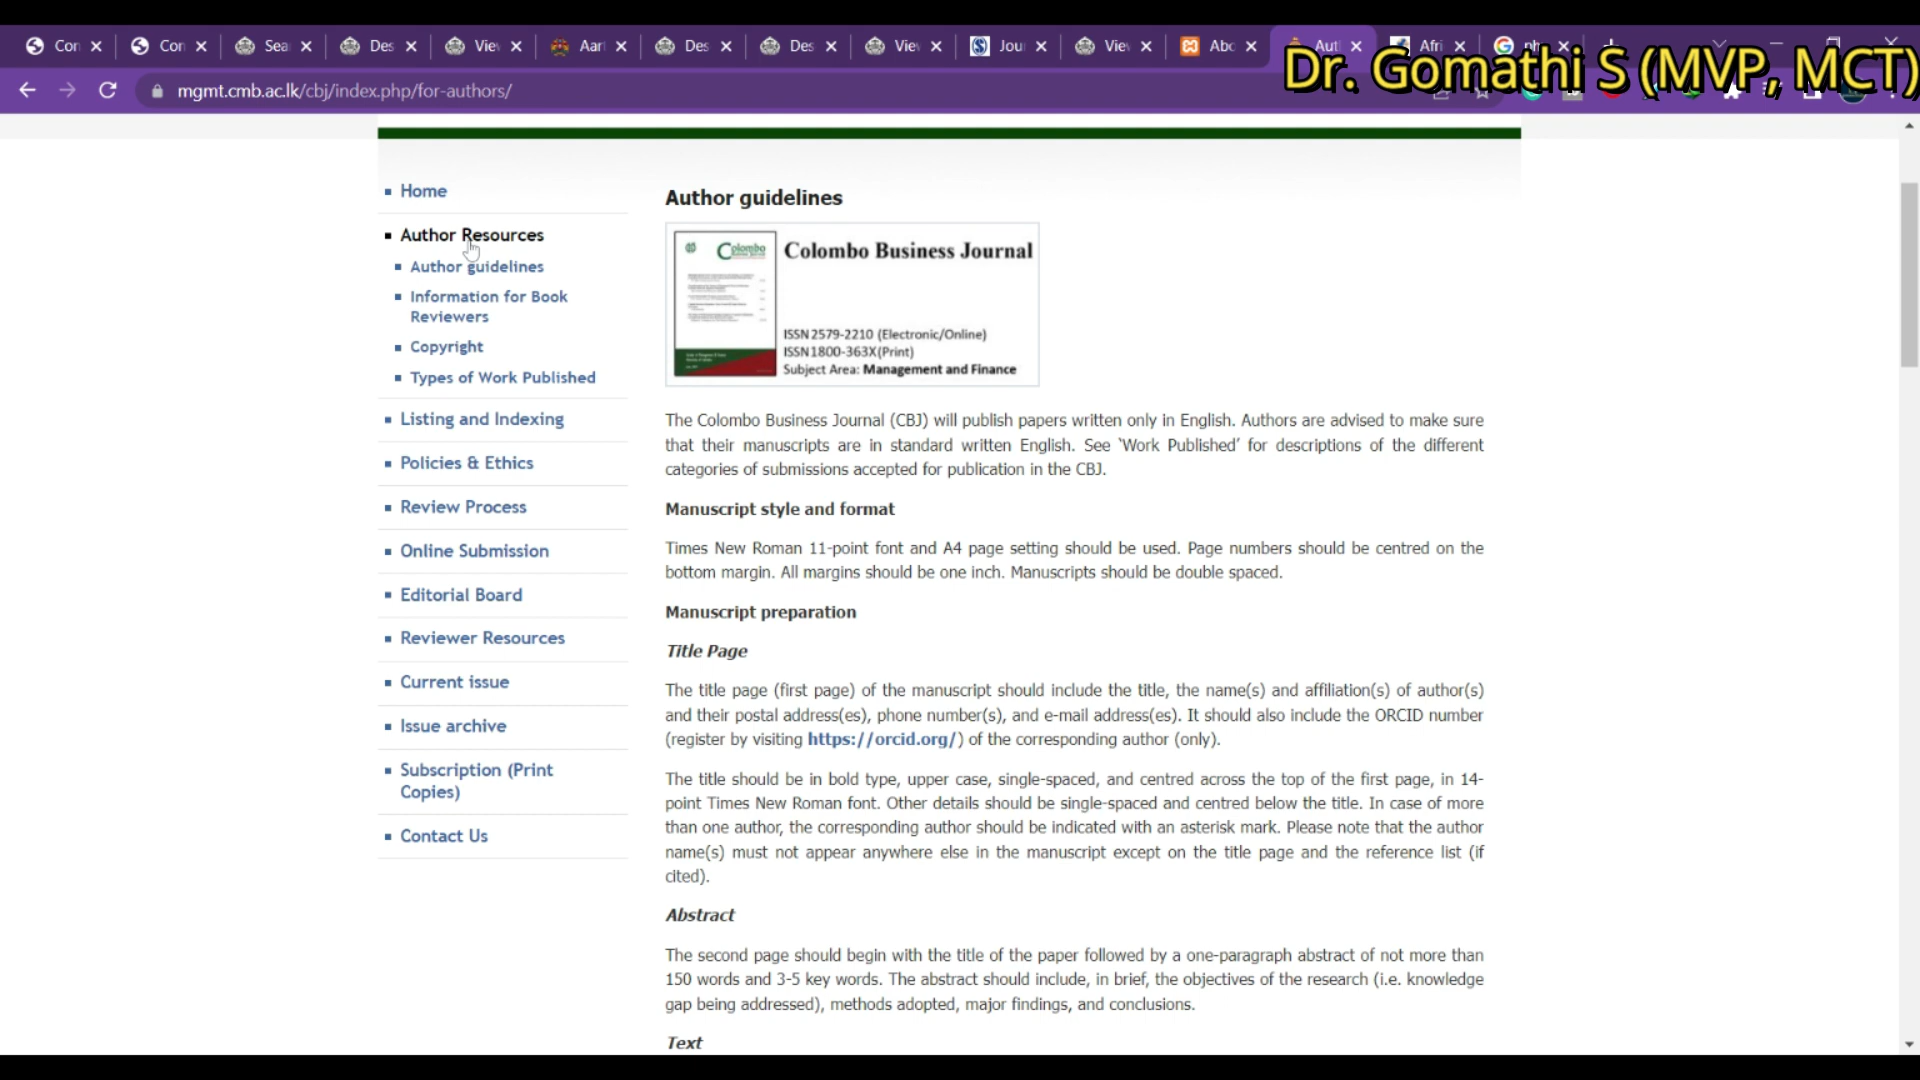 Con
Con
Sea
Des
Vie
Aar
Des
Des
Vie
Jou
Vie
Abo
Aut
Afri
Dr. Gomathi S (MVP, MCT)
mgmt.cmb.ac.lk/cbj/index.php/for-authors/
Home
Author Resources
Author guidelines
Information for Book
Reviewers
Copyright
Types of Work Published
Listing and Indexing
Policies & Ethics
Review Process
Online Submission
Editorial Board
Reviewer Resources
Current issue
Issue archive
Subscription (Print
Copies)
Contact Us
Author guidelines
Colombo
Colombo Business Journal
ISSN 2579-2210 (Electronic/Online)
ISSN 1800-363X(Print)
Subject Area: Management and Finance
The Colombo Business Journal (CBJ) will publish papers written only in English. Authors are advised to make sure
that their manuscripts are in standard written English. See ‘Work Published’ for descriptions of the different
categories of submissions accepted for publication in the CBJ.
Manuscript style and format
Times New Roman 11-point font and A4 page setting should be used. Page numbers should be centred on the
bottom margin. All margins should be one inch. Manuscripts should be double spaced.
Manuscript preparation
Title Page
The title page (first page) of the manuscript should include the title, the name(s) and affiliation(s) of author(s)
and their postal address(es), phone number(s), and e-mail address(es). It should also include the ORCID number
(register by visiting https://orcid.org/) of the corresponding author (only).
The title should be in bold type, upper case, single-spaced, and centred across the top of the first page, in 14-
point Times New Roman font. Other details should be single-spaced and centred below the title. In case of more
than one author, the corresponding author should be indicated with an asterisk mark. Please note that the author
name(s) must not appear anywhere else in the manuscript except on the title page and the reference list (if
cited).
Abstract
The second page should begin with the title of the paper followed by a one-paragraph abstract of not more than
150 words and 3-5 key words. The abstract should include, in brief, the objectives of the research (i.e. knowledge
gap being addressed), methods adopted, major findings, and conclusions.
Text